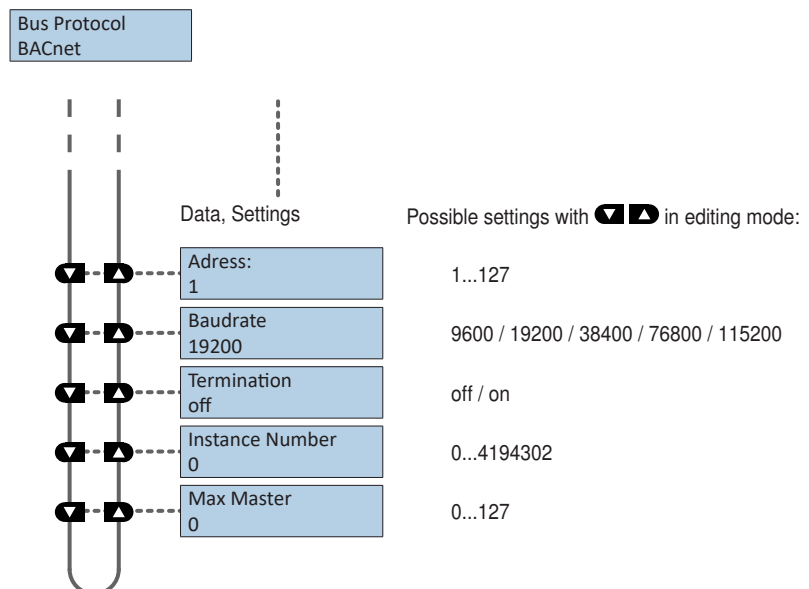 Bus Protocol
BACnet
Data, Settings
Possible settings with in editing mode:
Adress:
1
1...127
Baudrate
19200
9600 / 19200 / 38400 / 76800 / 115200
Termination
off
off / on
Instance Number
0
0...4194302
Max Master
0
0...127